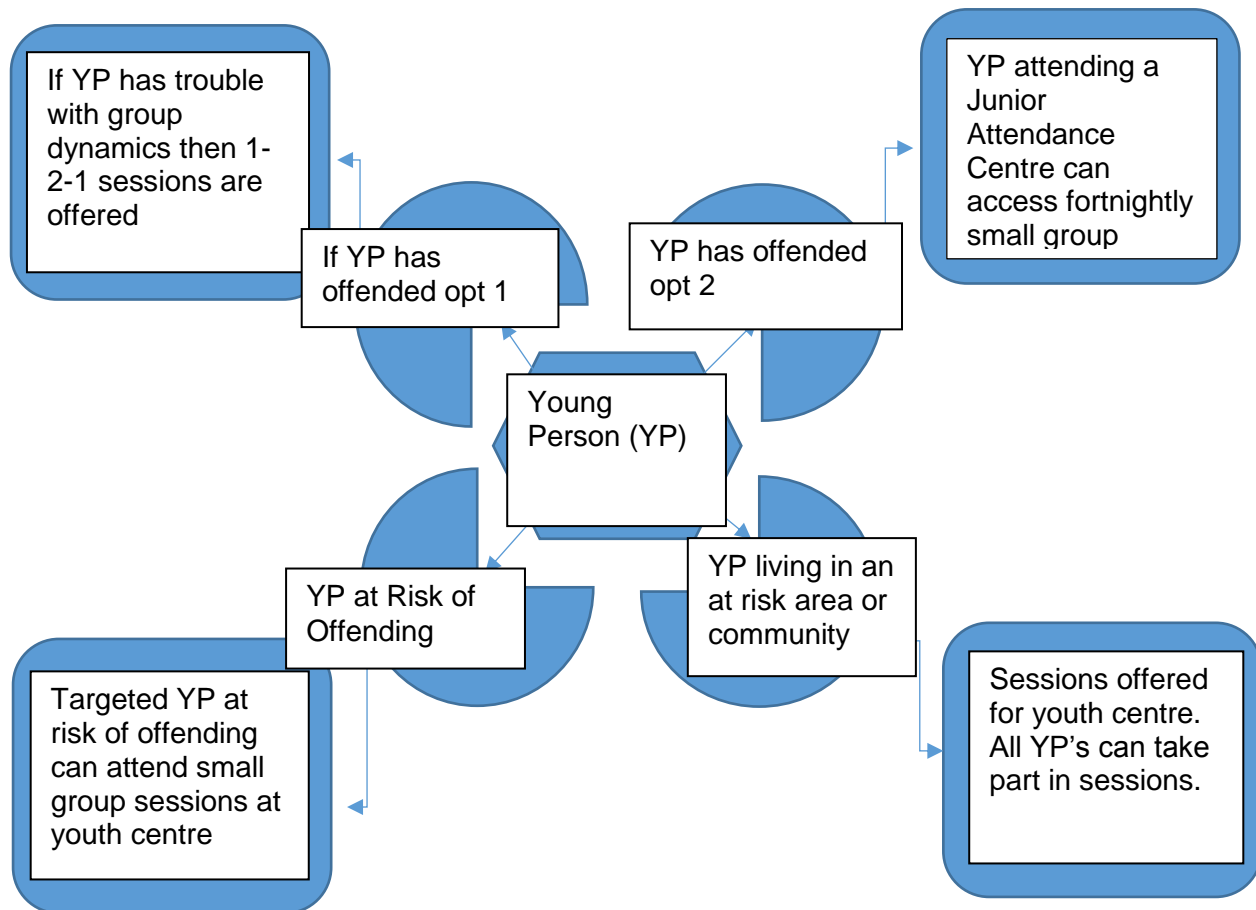 If YP has trouble
with group
dynamics then 1-
2-1 sessions are
offered
YP attending a
Junior
Attendance
Centre can
access fortnightly
small group
If YP has
offended opt 1
YP has offended
opt 2
Young
Person (YP)
YP at Risk of
Offending
YP living in an
at risk area or
community
Targeted YP at
risk of offending
can attend small
group sessions at
youth centre
Sessions offered
for youth centre.
All YP’s can take
part in sessions.